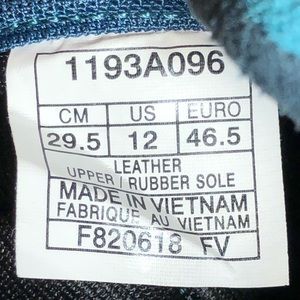 1193A096
CM US EURO
29.5 12 46.5
LEATHER
UPPER / RUBBER SOLE
MADE IN VIETNAM
FABRIQUE AU VIETNAM
F820618 FV